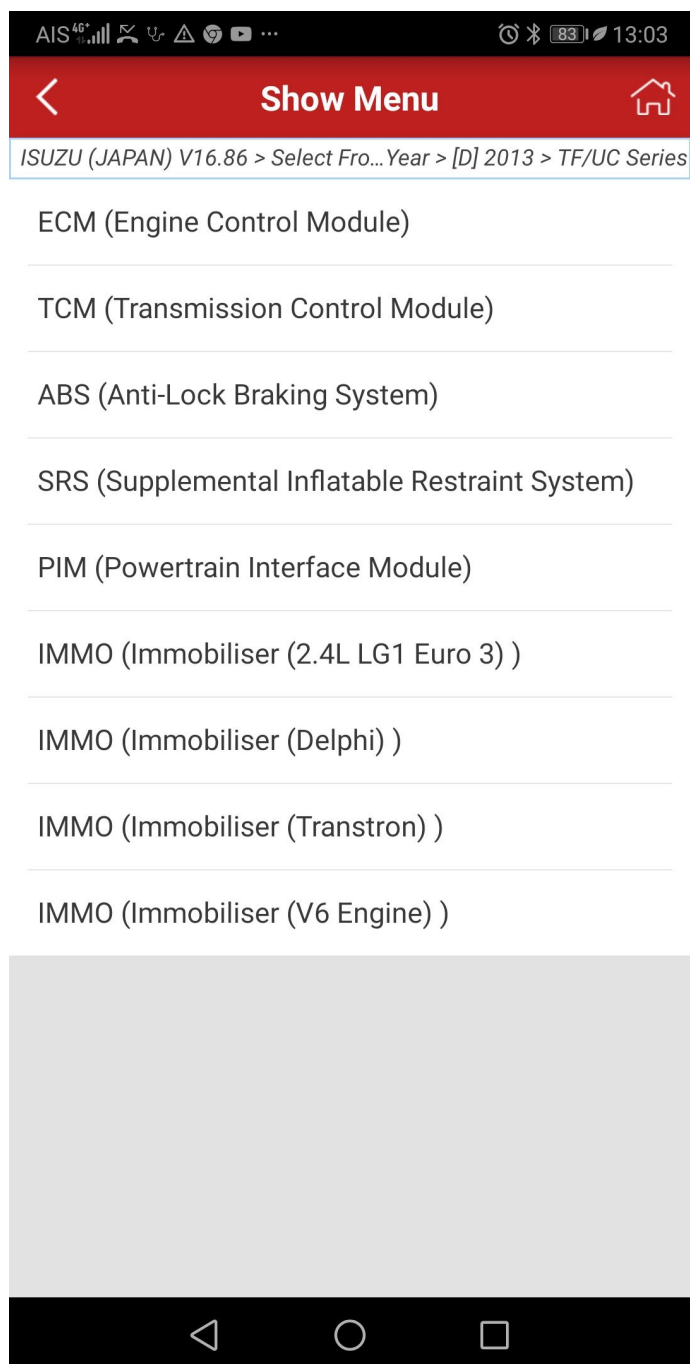 AIS 4G+ ... 83 13:03
Show Menu
ISUZU (JAPAN) V16.86 > Select Fro...Year > [D] 2013 > TF/UC Series
ECM (Engine Control Module)
TCM (Transmission Control Module)
ABS (Anti-Lock Braking System)
SRS (Supplemental Inflatable Restraint System)
PIM (Powertrain Interface Module)
IMMO (Immobiliser (2.4L LG1 Euro 3) )
IMMO (Immobiliser (Delphi) )
IMMO (Immobiliser (Transtron) )
IMMO (Immobiliser (V6 Engine) )